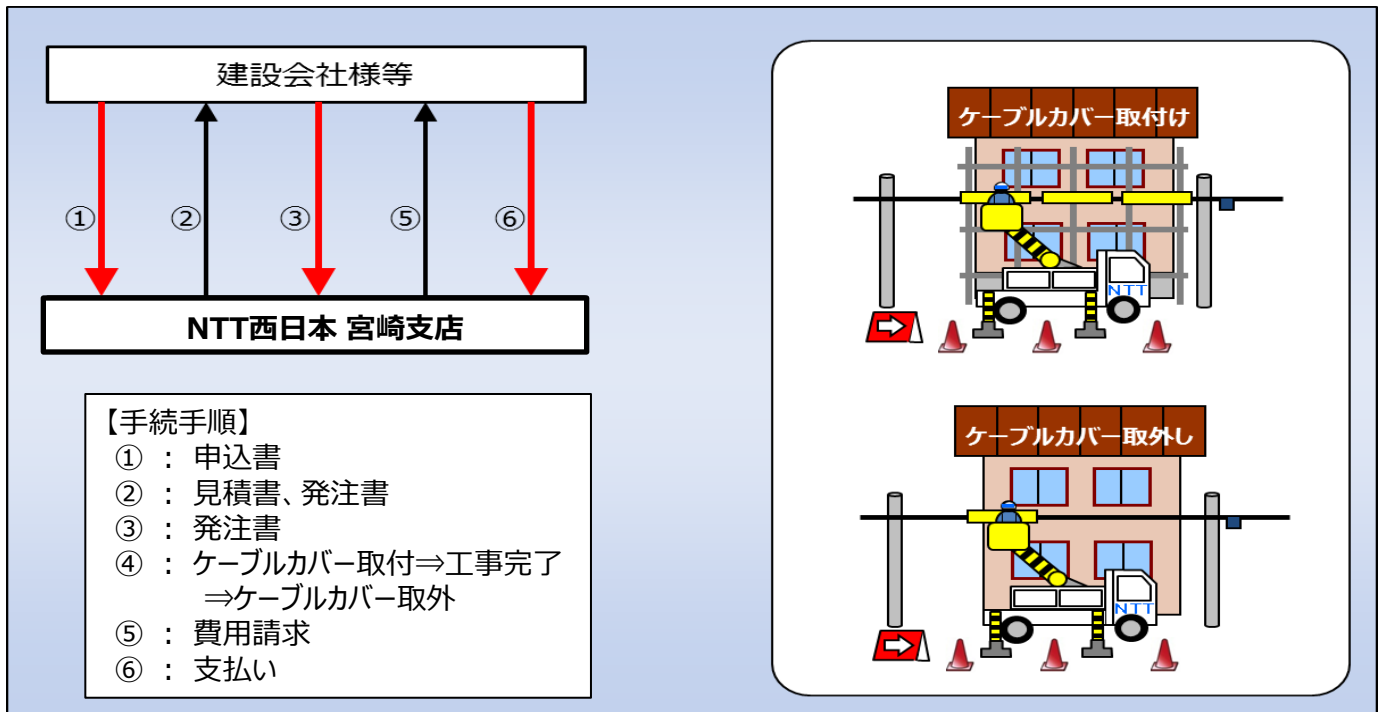 建設会社様等
①
②
③
⑤
⑥
NTT西日本 宮崎支店
【手続手順】
① : 申込書
② : 見積書、発注書
③ : 発注書
④ : ケーブルカバー取付⇒工事完了
⇒ケーブルカバー取外
⑤ : 費用請求
⑥ : 支払い
ケーブルカバー取付け
NTT
ケーブルカバー取外し
NTT